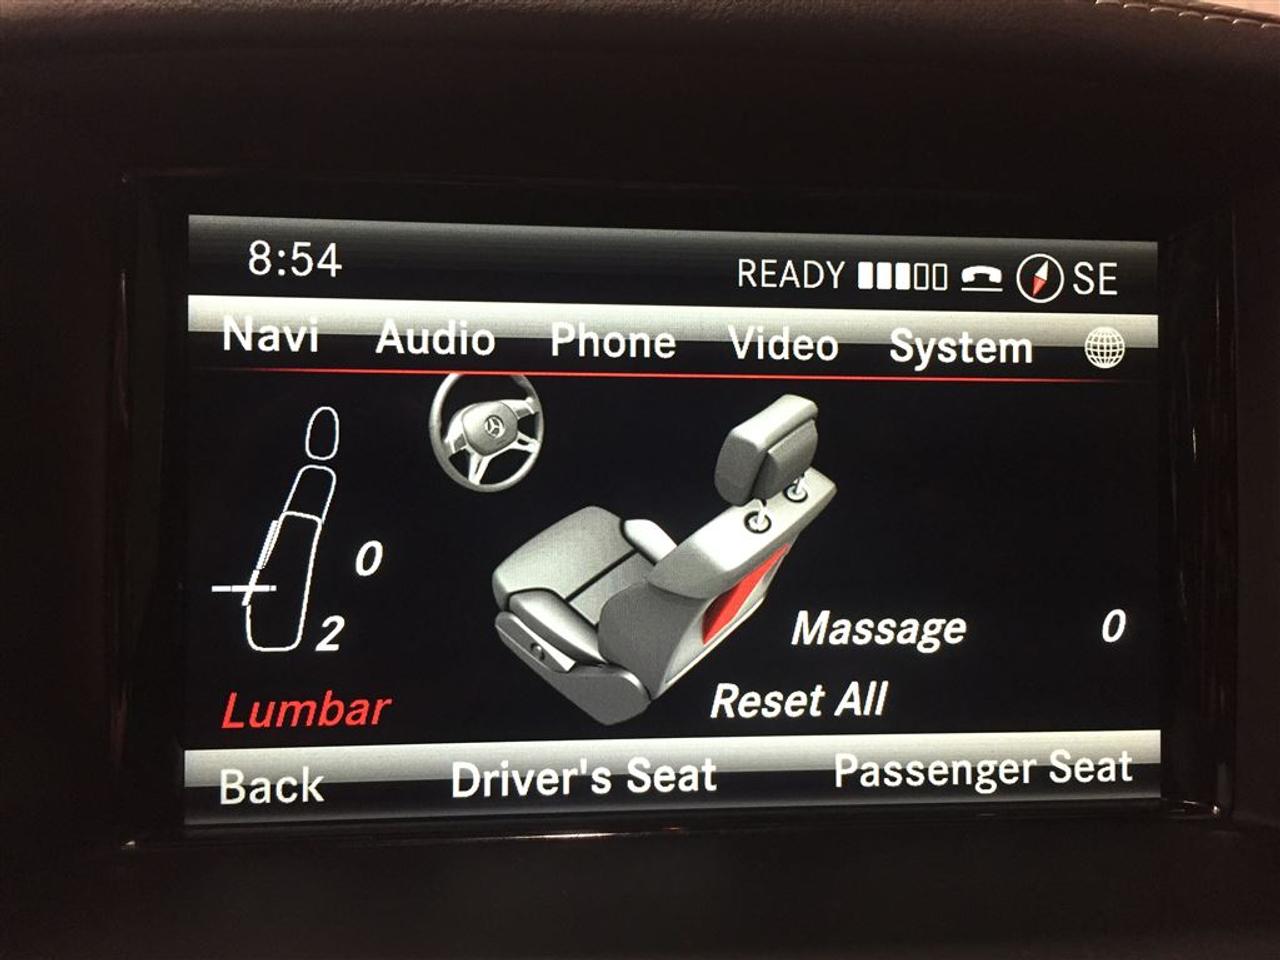 8:54 READY SE
Navi Audio Phone Video System
0
2
Massage 0
Reset All
Lumbar
Back Driver's Seat Passenger Seat